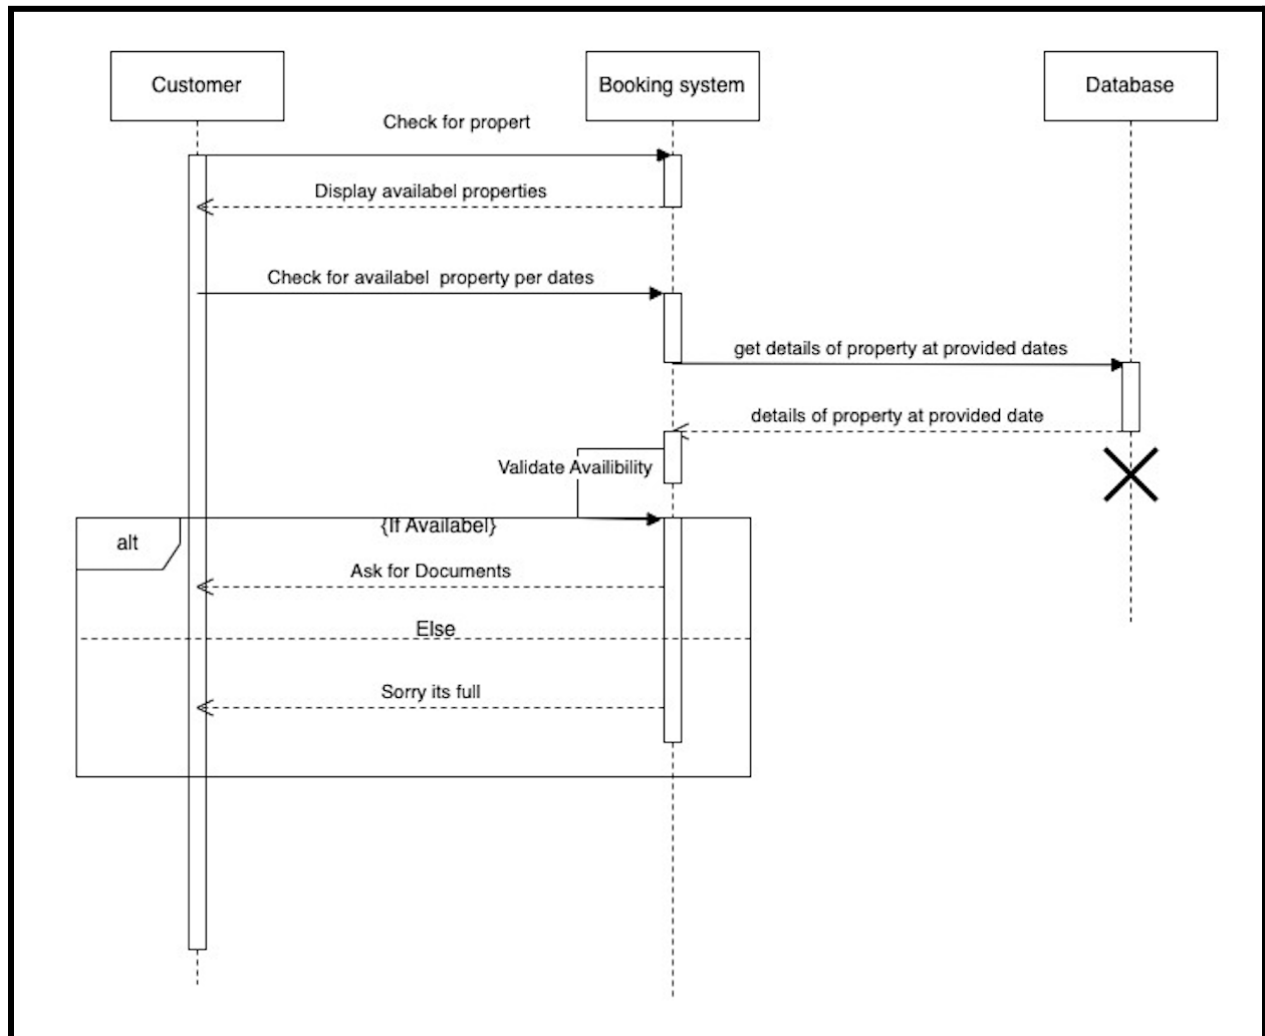 Customer
Booking system
Database
Check for propert
Display availabel properties
Check for availabel property per dates
get details of property at provided dates
details of property at provided date
Validate Availibility
alt
{If Availabel}
Ask for Documents
Else
Sorry its full